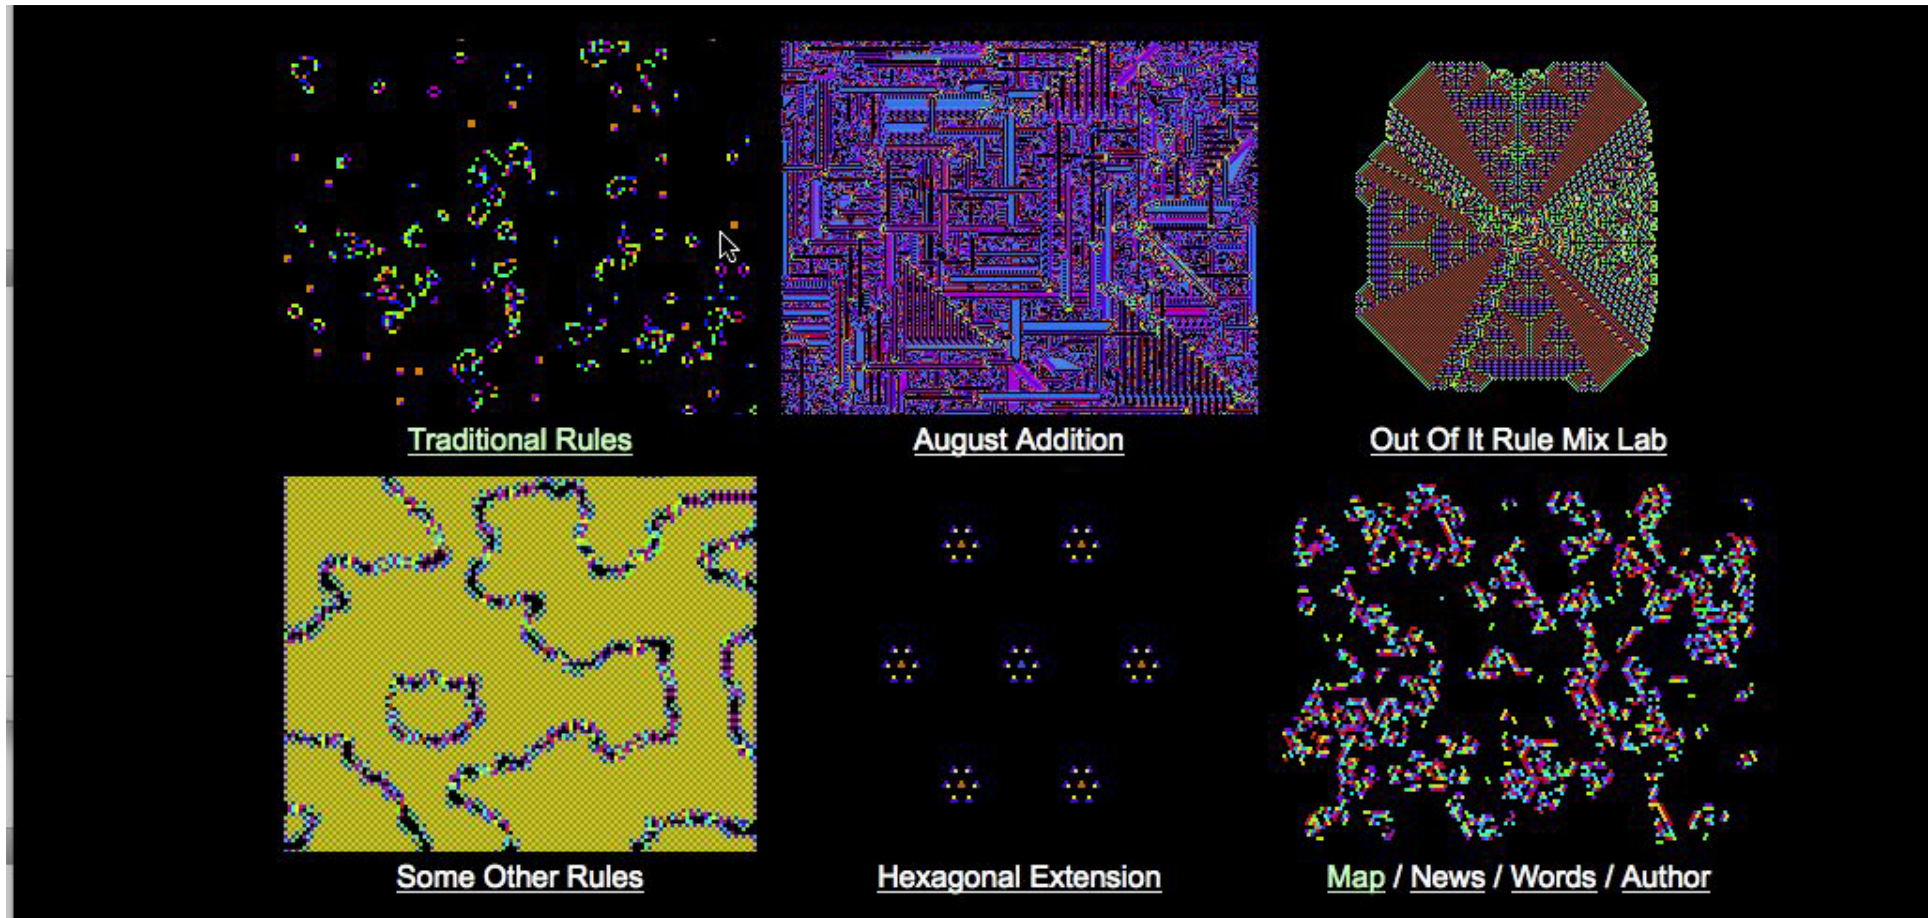 Traditional Rules
August Addition
Out Of It Rule Mix Lab
Some Other Rules
Hexagonal Extension
Map / News / Words / Author